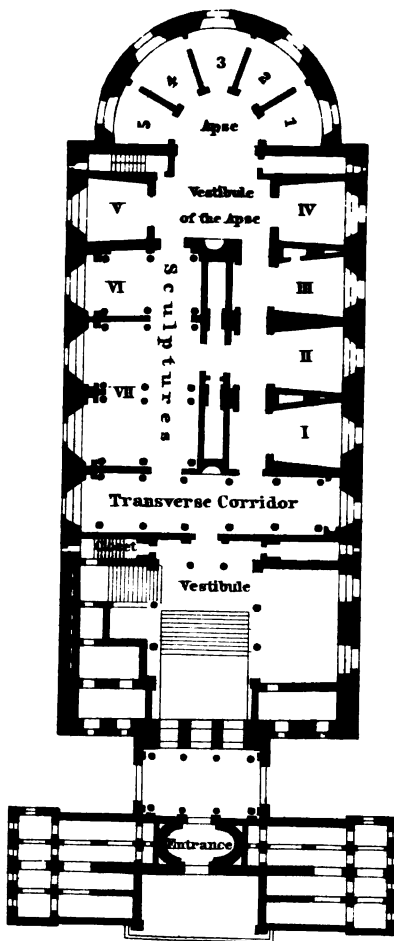 3
4 2
5 1
Apse
Vestibule
of the Apse
V
IV
Sculptures
VI
III
II
VII
I
Transverse Corridor
Vestibule
Entrance